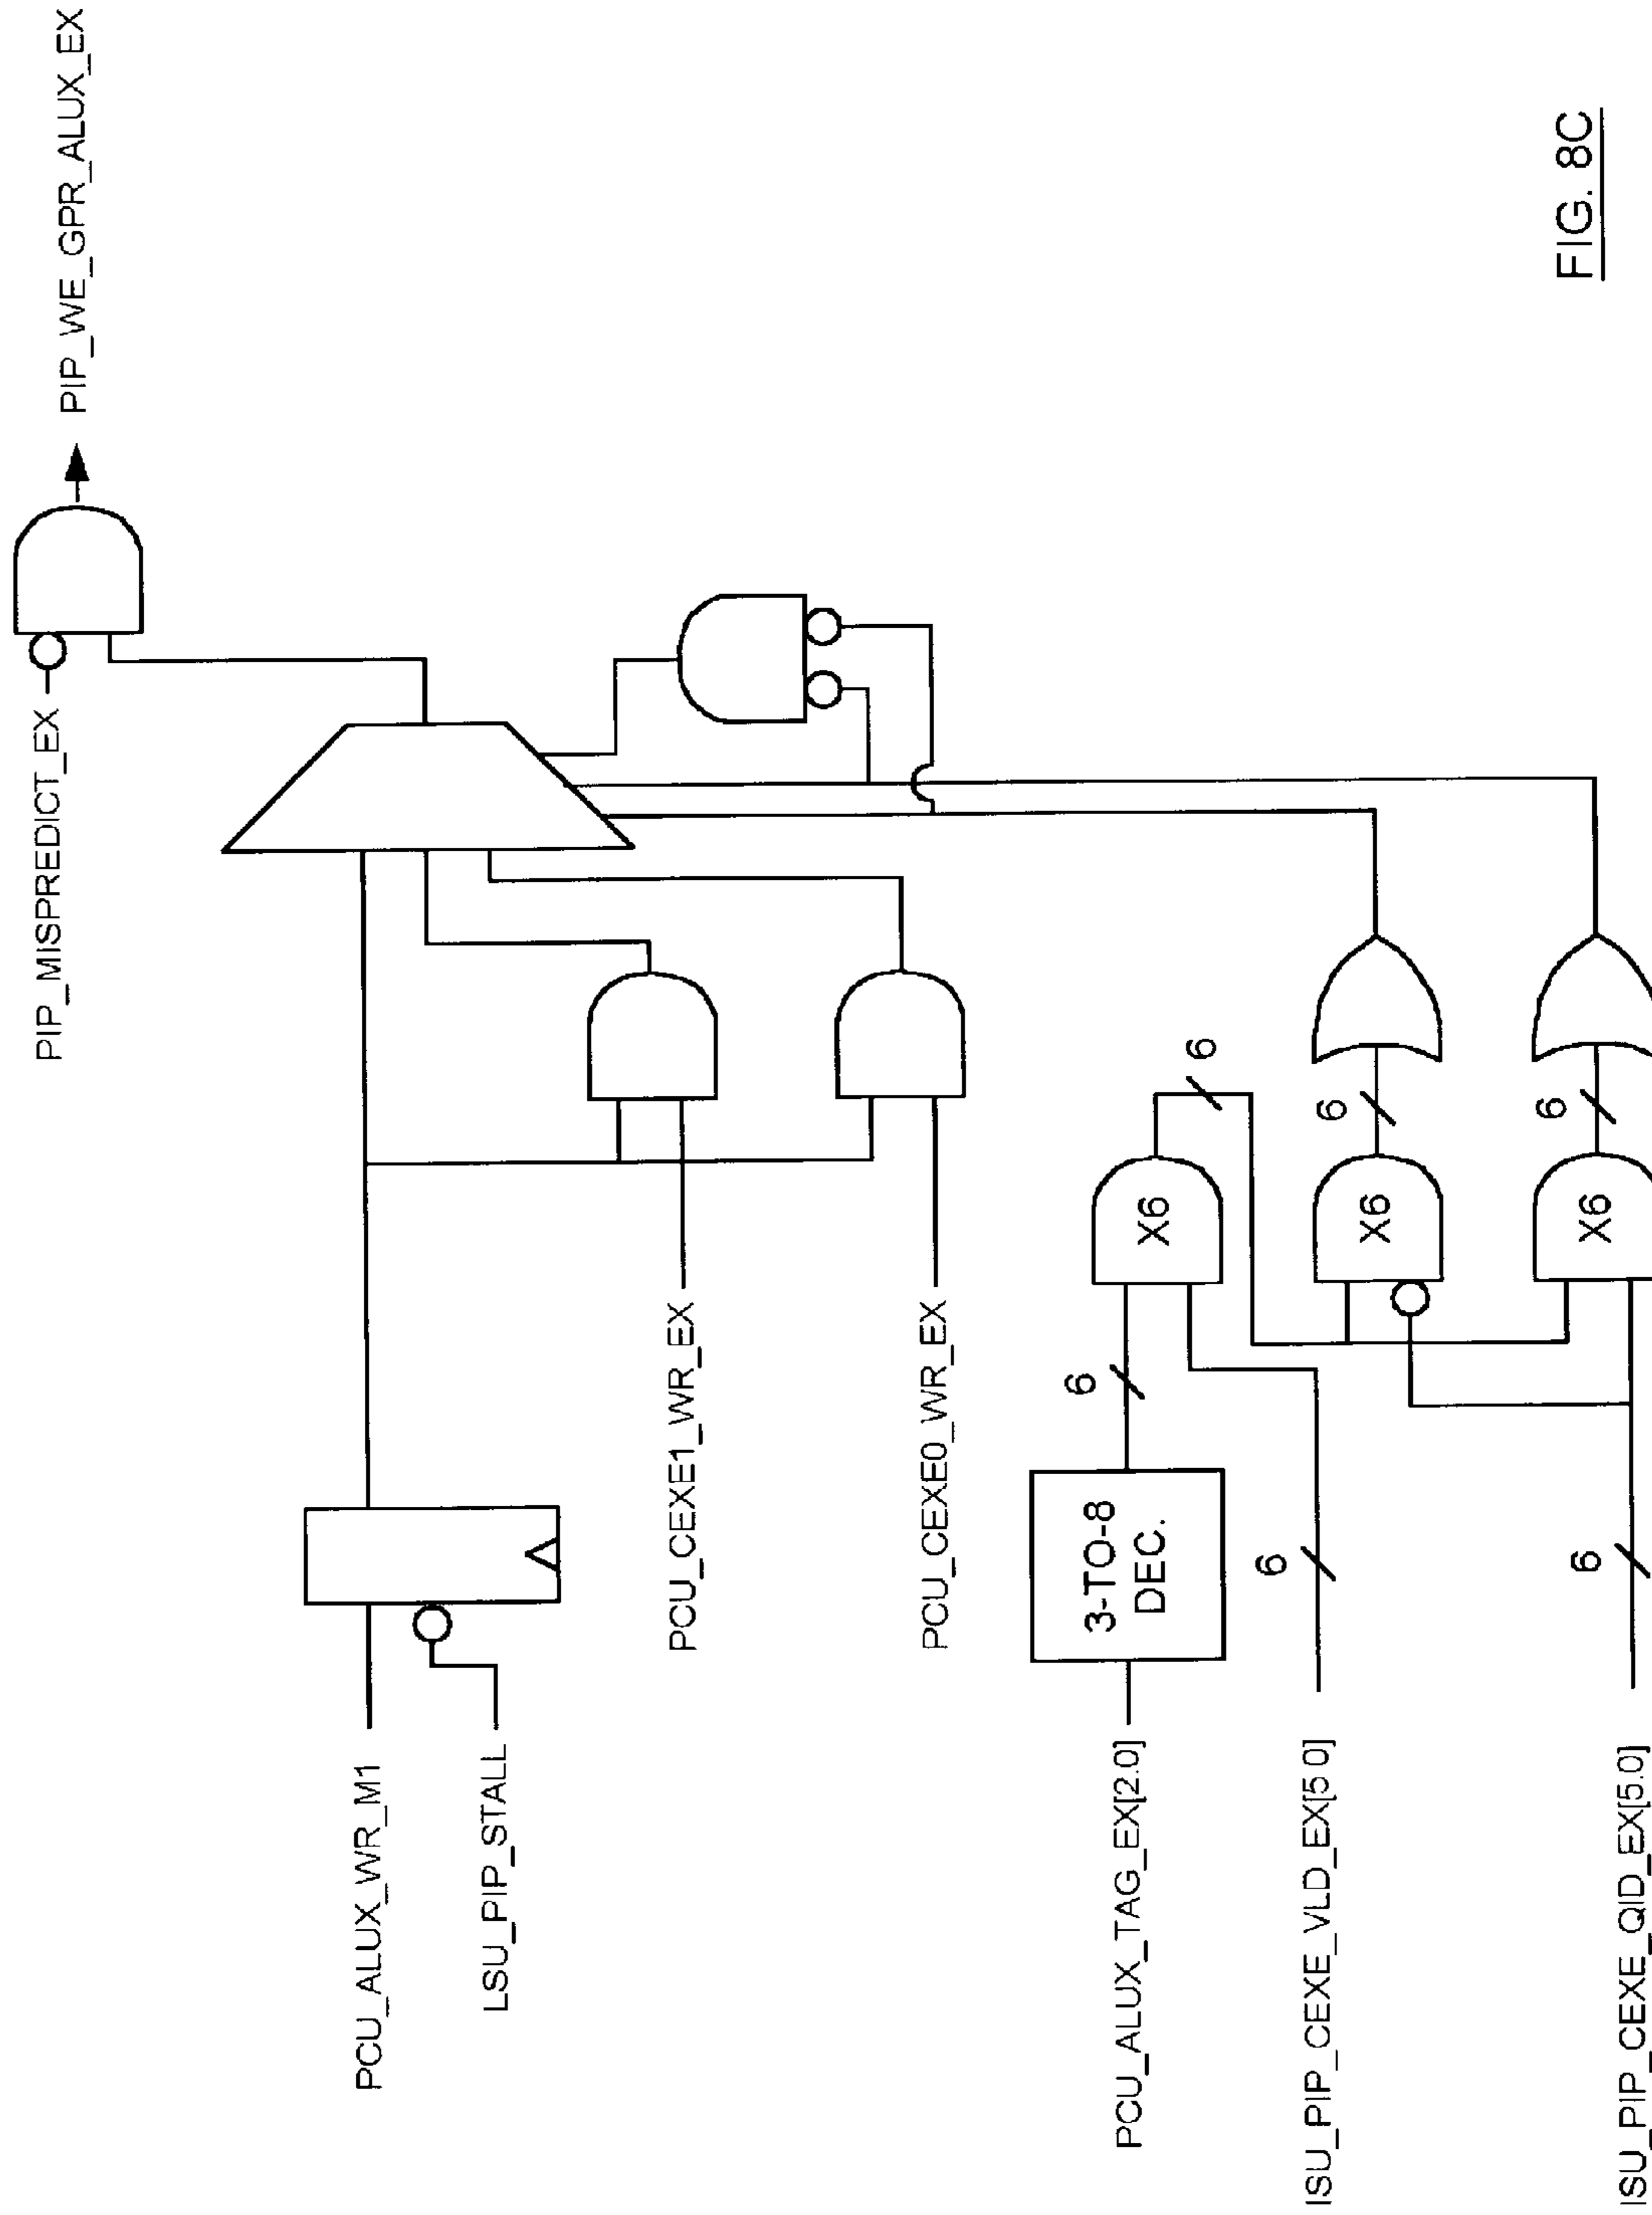 PIP_MISPREDICT_EX
PIP_WE_GPR_ALUX_EX
PCU_ALUX_WR_M1
LSU_PIP_STALL
PCU_CEXE1_WR_EX
PCU_CEXE0_WR_EX
PCU_ALUX_TAG_EX[2.0]
3-TO-8
DEC.
6
X6
6
ISU_PIP_CEXE_VLD_EX[5 0]
6
X6
6
ISU_PIP_CEXE_QID_EX[5.0]
6
X6
6
FIG. 8C